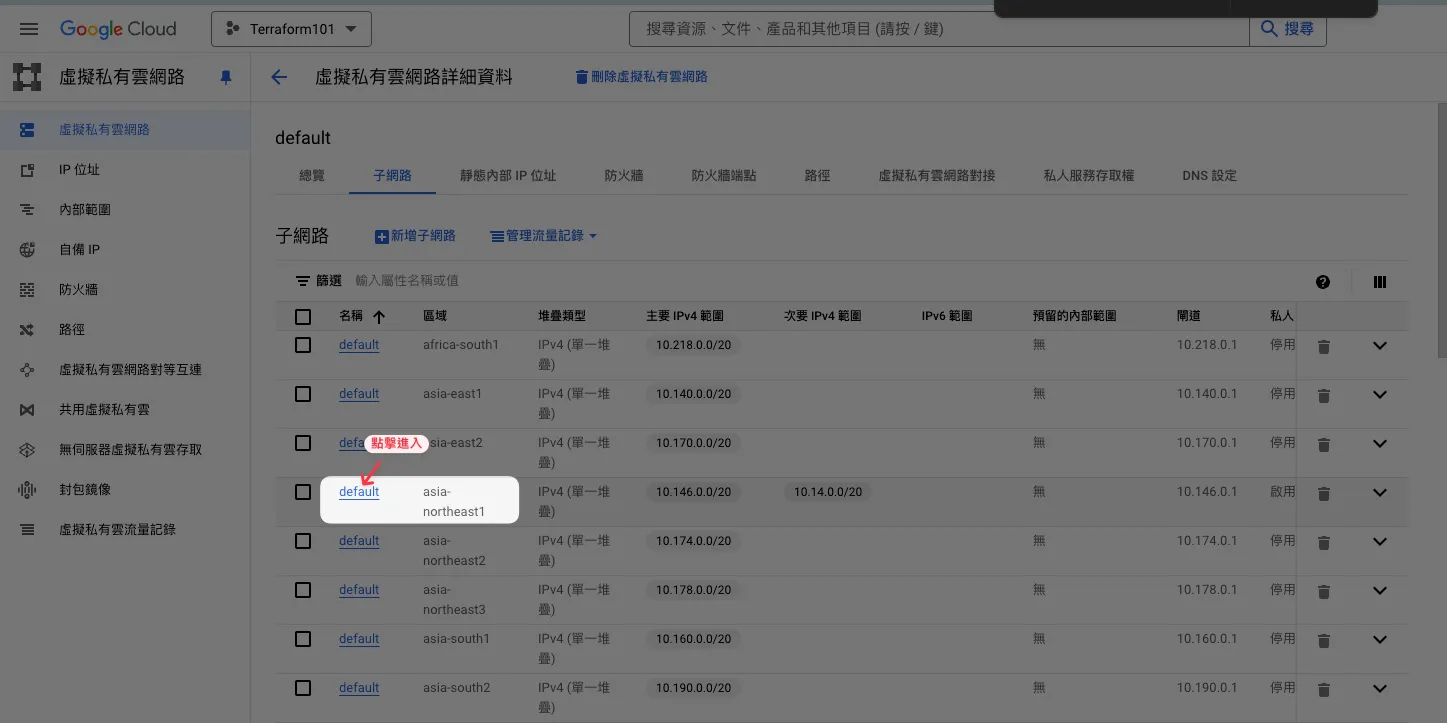 Google Cloud
Terraform101
搜尋資源、文件、產品和其他項目 (請按 / 鍵)
搜尋
虛擬私有雲網路
虛擬私有雲網路詳細資料
刪除虛擬私有雲網路
虛擬私有雲網路
IP 位址
內部範圍
自備 IP
防火牆
路徑
虛擬私有雲網路對等互連
共用虛擬私有雲
無伺服器虛擬私有雲存取
封包鏡像
虛擬私有雲流量記錄
default
總覽 子網路 靜態內部 IP 位址 防火牆 防火牆端點 路徑 虛擬私有雲網路對接 私人服務存取權 DNS 設定
子網路 新增子網路 管理流量記錄
篩選 輸入屬性名稱或值
名稱 區域 堆疊類型 主要 IPv4 範圍 次要 IPv4 範圍 IPv6 範圍 預留的內部範圍 閘道 私人
default africa-south1 IPv4 (單一堆 10.218.0.0/20 無 10.218.0.1 停用
疊)
default asia-east1 IPv4 (單一堆 10.140.0.0/20 無 10.140.0.1 停用
疊)
defa 點擊進入 sia-east2 IPv4 (單一堆 10.170.0.0/20 無 10.170.0.1 停用
疊)
default asia- IPv4 (單一堆 10.146.0.0/20 10.14.0.0/20 無 10.146.0.1 啟用
northeast1 疊)
default asia- IPv4 (單一堆 10.174.0.0/20 無 10.174.0.1 停用
northeast2 疊)
default asia- IPv4 (單一堆 10.178.0.0/20 無 10.178.0.1 停用
northeast3 疊)
default asia-south1 IPv4 (單一堆 10.160.0.0/20 無 10.160.0.1 停用
疊)
default asia-south2 IPv4 (單一堆 10.190.0.0/20 無 10.190.0.1 停用
疊)